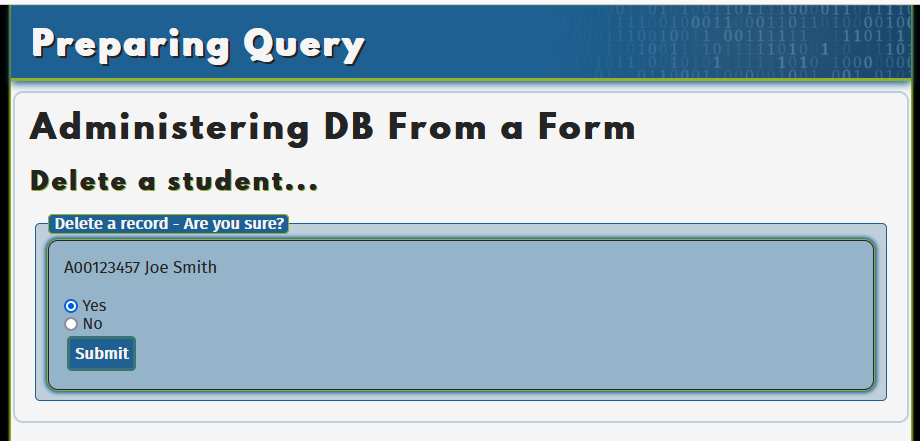 Preparing Query
Administering DB From a Form
Delete a student...
Delete a record - Are you sure?
A00123457 Joe Smith
Yes
No
Submit